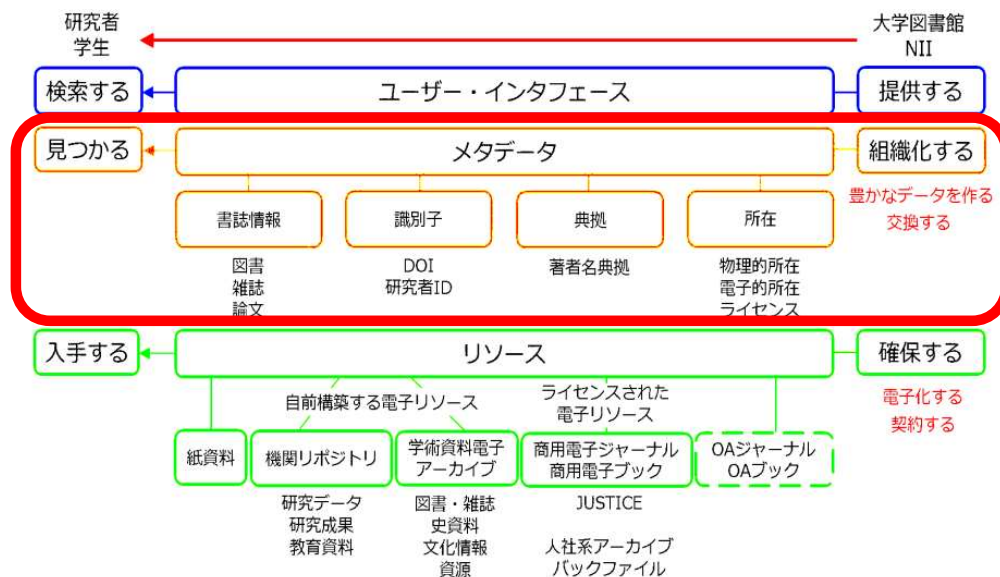 研究者
学生
大学図書館
NII
検索する
ユーザー・インタフェース
提供する
見つかる
メタデータ
組織化する
書誌情報
識別子
典拠
所在
豊かなデータを作る
交換する
図書
雑誌
論文
DOI
研究者ID
著者名典拠
物理的所在
電子的所在
ライセンス
入手する
リソース
確保する
自前構築する電子リソース
ライセンスされた
電子リソース
電子化する
契約する
紙資料
機関リポジトリ
学術資料電子
アーカイブ
商用電子ジャーナル
商用電子ブック
OAジャーナル
OAブック
研究データ
研究成果
教育資料
図書・雑誌
史資料
文化情報
資源
JUSTICE
人社系アーカイブ
バックファイル